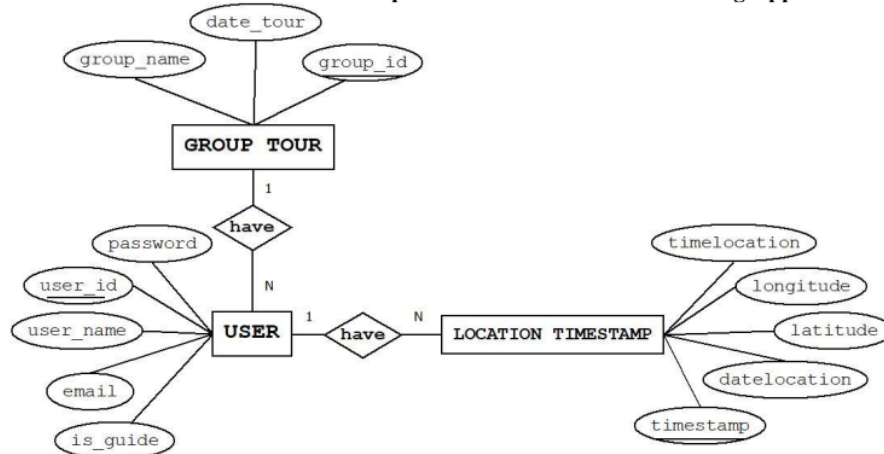 date_tour
group_name
group_id
GROUP TOUR
1
have
N
password
user_id
user_name
email
is_guide
USER
1
have
N
LOCATION TIMESTAMP
timelocation
longitude
latitude
datelocation
timestamp